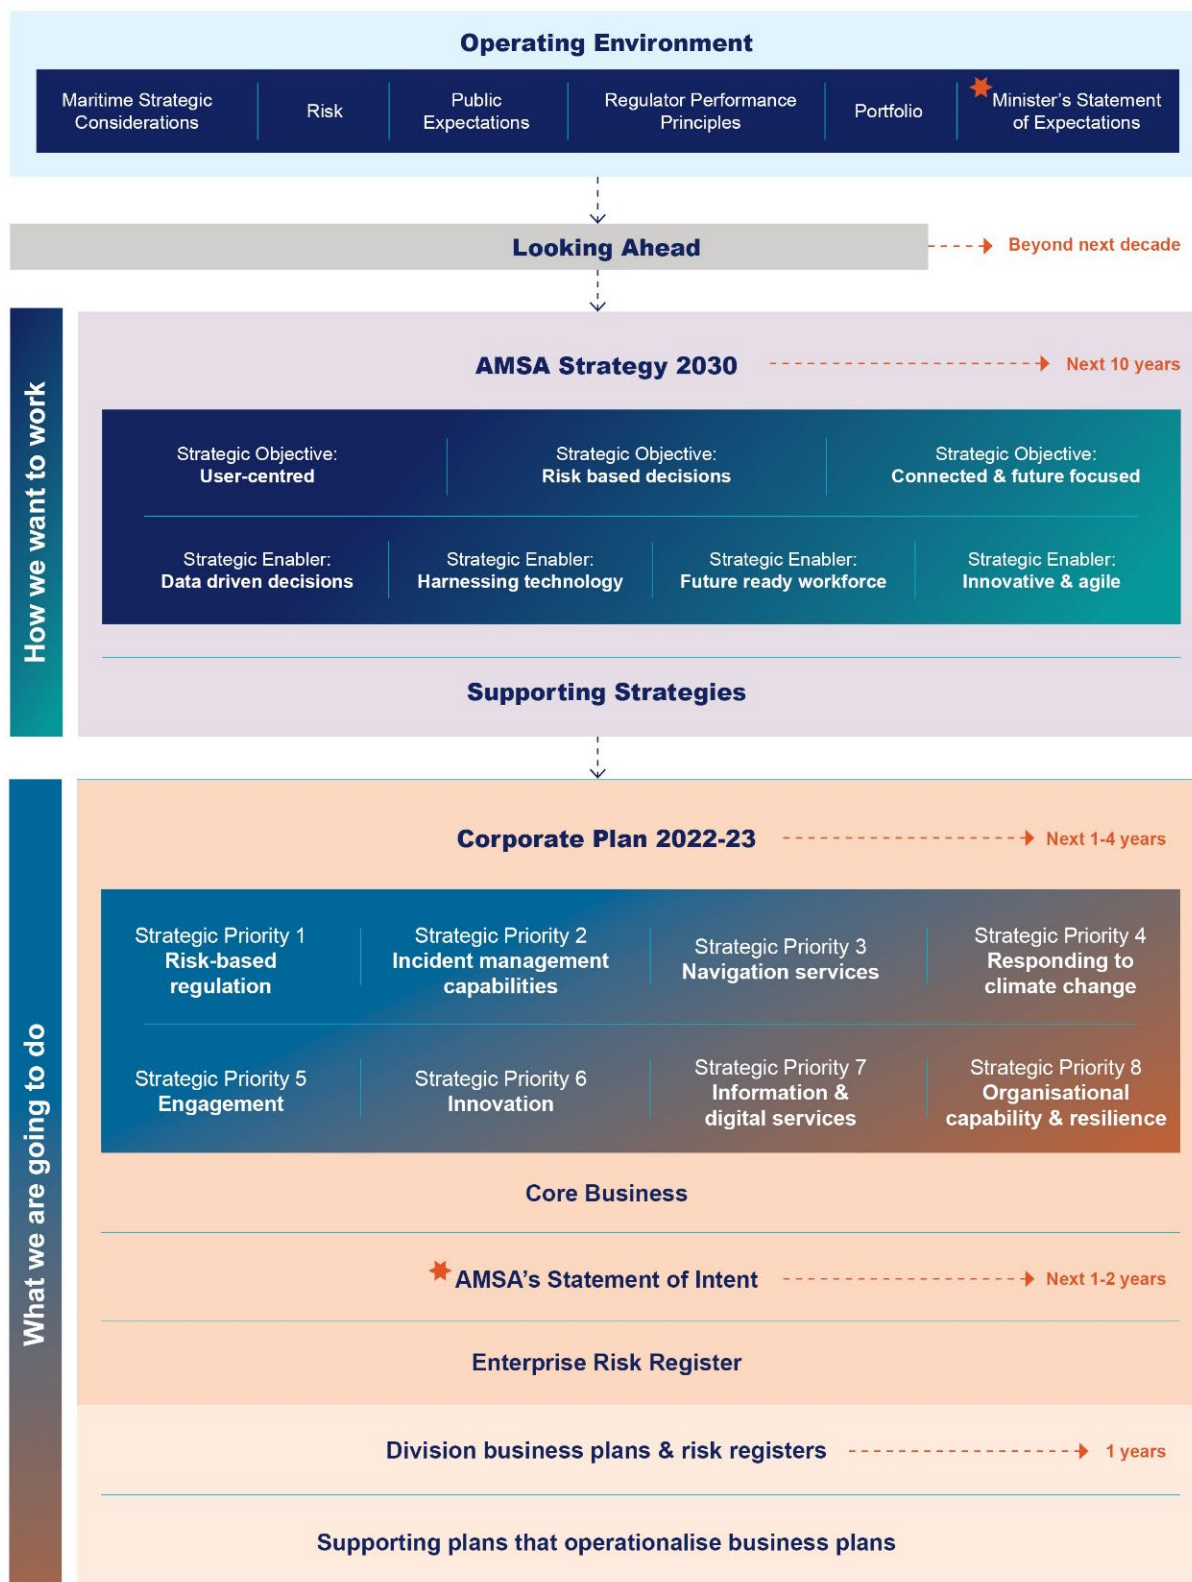 Operating Environment
Maritime Strategic
Considerations
Risk
Public
Expectations
Regulator Performance
Principles
Portfolio
Minister's Statement
of Expectations
Looking Ahead
Beyond next decade
How we want to work
AMSA Strategy 2030
Next 10 years
Strategic Objective:
User-centred
Strategic Objective:
Risk based decisions
Strategic Objective:
Connected & future focused
Strategic Enabler:
Data driven decisions
Strategic Enabler:
Harnessing technology
Strategic Enabler:
Future ready workforce
Strategic Enabler:
Innovative & agile
Supporting Strategies
What we are going to do
Corporate Plan 2022-23
Next 1-4 years
Strategic Priority 1
Risk-based
regulation
Strategic Priority 2
Incident management
capabilities
Strategic Priority 3
Navigation services
Strategic Priority 4
Responding to
climate change
Strategic Priority 5
Engagement
Strategic Priority 6
Innovation
Strategic Priority 7
Information &
digital services
Strategic Priority 8
Organisational
capability & resilience
Core Business
AMSA's Statement of Intent
Next 1-2 years
Enterprise Risk Register
Division business plans & risk registers
1 years
Supporting plans that operationalise business plans